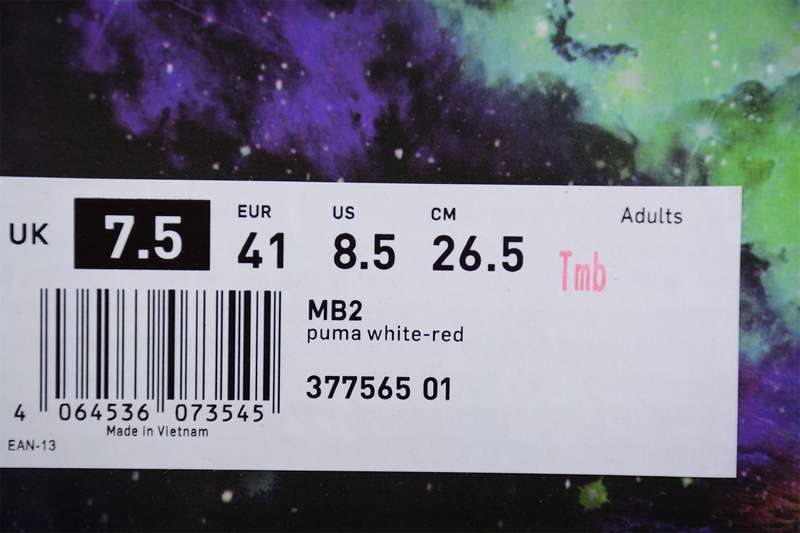 UK 7.5 EUR 41 US 8.5 CM 26.5 Adults
Tmb
MB2
puma white-red
377565 01
4 064536 073545
Made in Vietnam
EAN-13